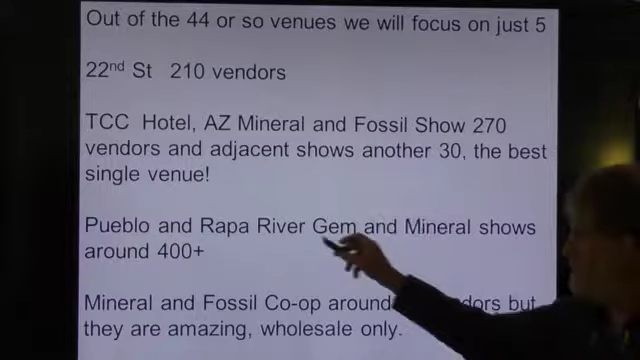 Out of the 44 or so venues we will focus on just 5
22nd St 210 vendors
TCC Hotel, AZ Mineral and Fossil Show 270
vendors and adjacent shows another 30, the best
single venue!
Pueblo and Rapa River Gem and Mineral shows
around 400+
Mineral and Fossil Co-op around dors but
they are amazing, wholesale only.